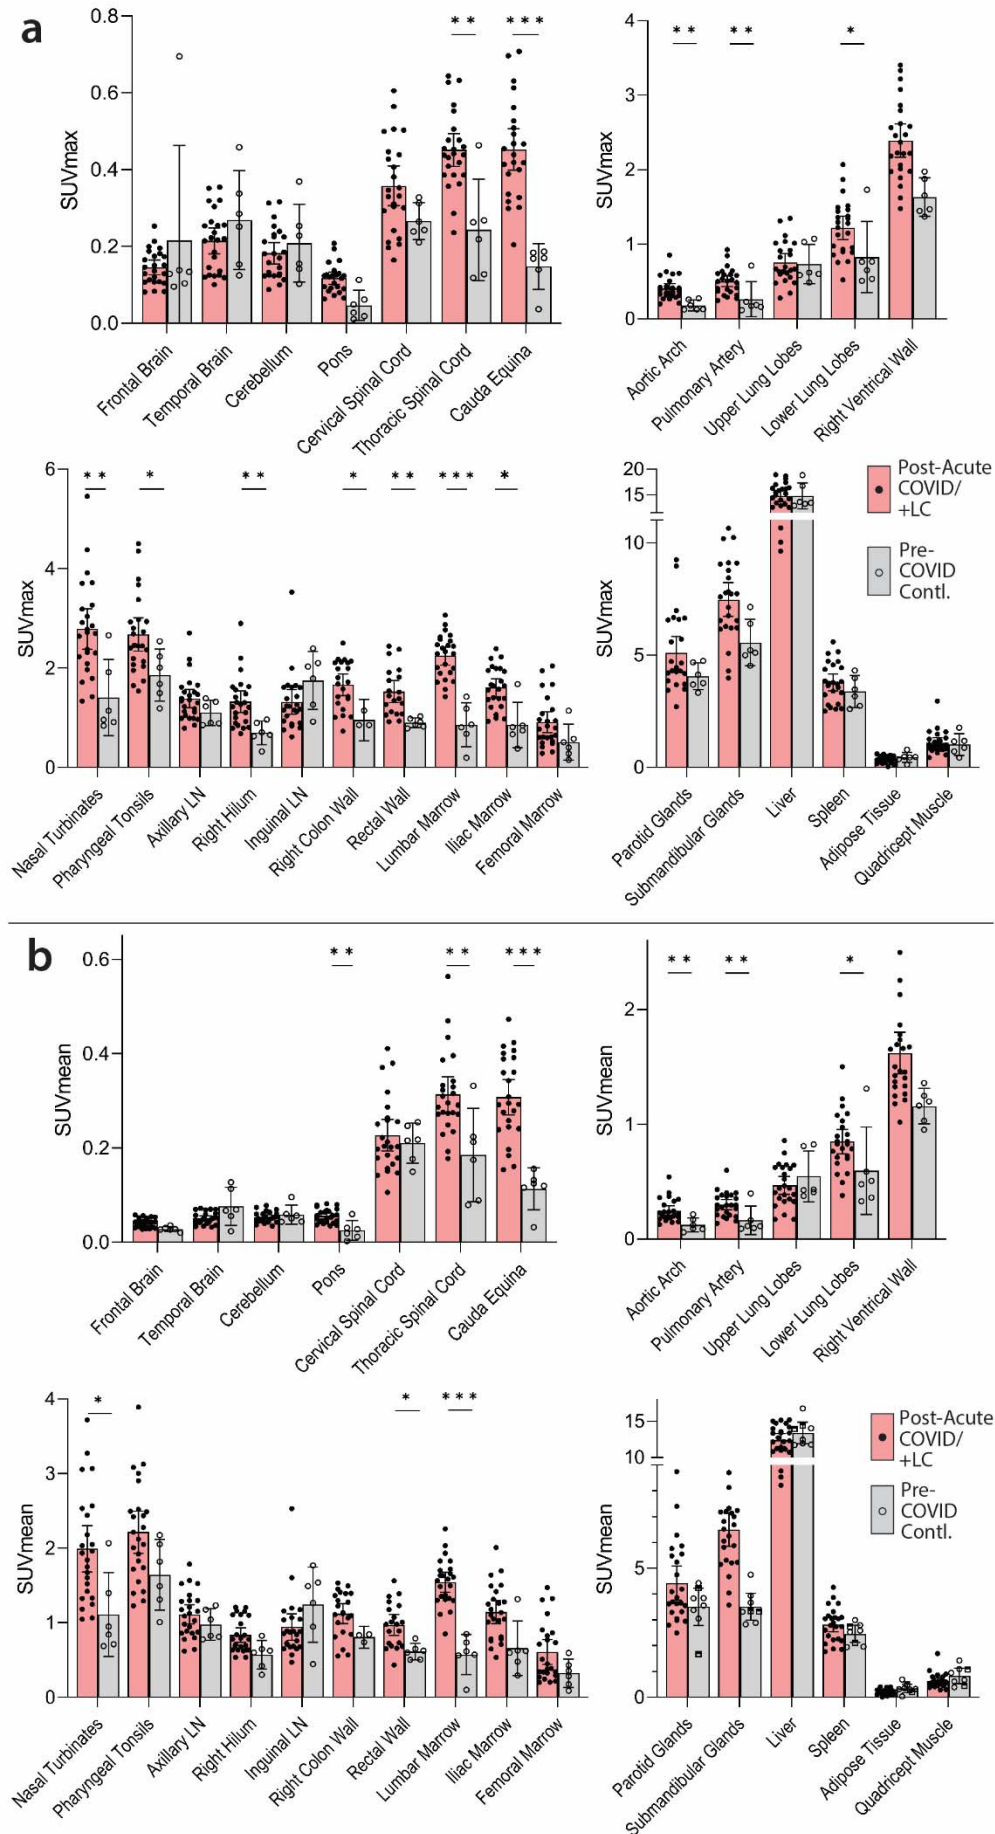 a
0.8
0.6
0.4
0.2
0.0
SUVmax
** ***
Frontal Brain
Temporal Brain
Cerebellum
Pons
Cervical Spinal Cord
Thoracic Spinal Cord
Cauda Equina
4
3
2
1
0
SUVmax
** ** *
Aortic Arch
Pulmonary Artery
Upper Lung Lobes
Lower Lung Lobes
Right Ventrical Wall
6
4
2
0
SUVmax
** * ** * ** *** *
Nasal Turbinates
Pharyngeal Tonsils
Axillary LN
Right Hilum
Inguinal LN
Right Colon Wall
Rectal Wall
Lumbar Marrow
Iliac Marrow
Femoral Marrow
20
15
10
5
0
SUVmax
Parotid Glands
Submandibular Glands
Liver
Spleen
Adipose Tissue
Quadricept Muscle
Post-Acute
COVID/
+LC
Pre-
COVID
Contl.
b
0.6
0.4
0.2
0.0
SUVmean
** ** ***
Frontal Brain
Temporal Brain
Cerebellum
Pons
Cervical Spinal Cord
Thoracic Spinal Cord
Cauda Equina
2
1
0
SUVmean
** ** *
Aortic Arch
Pulmonary Artery
Upper Lung Lobes
Lower Lung Lobes
Right Ventrical Wall
4
3
2
1
0
SUVmean
* * ***
Nasal Turbinates
Pharyngeal Tonsils
Axillary LN
Right Hilum
Inguinal LN
Right Colon Wall
Rectal Wall
Lumbar Marrow
Iliac Marrow
Femoral Marrow
15
10
5
0
SUVmean
Parotid Glands
Submandibular Glands
Liver
Spleen
Adipose Tissue
Quadricept Muscle
Post-Acute
COVID/
+LC
Pre-
COVID
Contl.